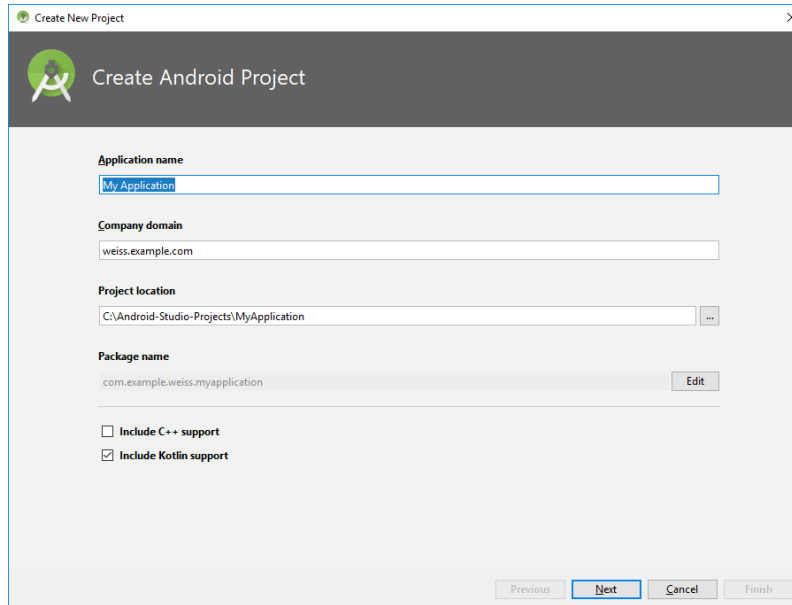 Create New Project
Create Android Project
Application name
My Application
Company domain
weiss.example.com
Project location
C:\Android-Studio-Projects\MyApplication
...
Package name
com.example.weiss.myapplication
Edit
Include C++ support
Include Kotlin support
Previous
Next
Cancel
Finish